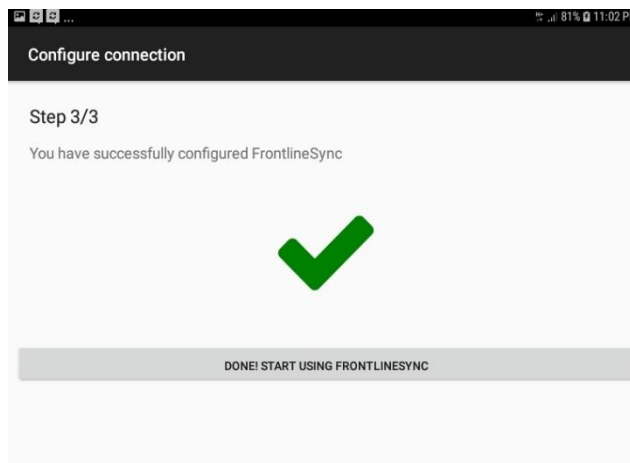 ... 81% 11:02 P
Configure connection
Step 3/3
You have successfully configured FrontlineSync
DONE! START USING FRONTLINESYNC